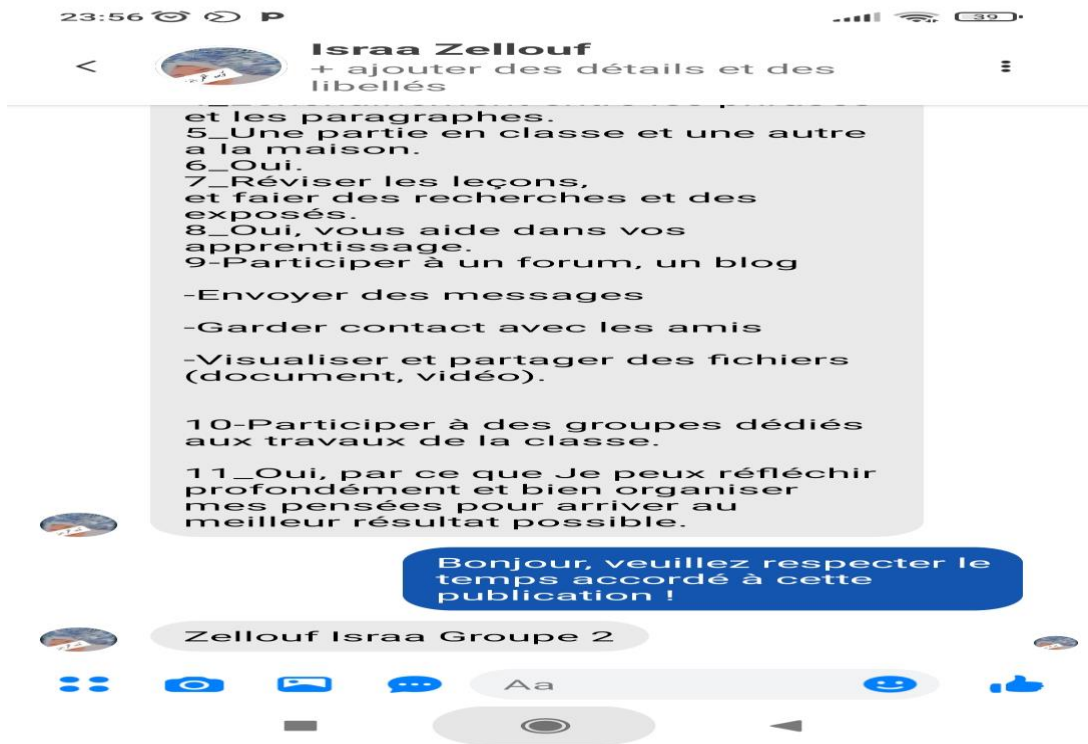 23:56 P 39
Israa Zellouf
+ ajouter des détails et des
libellés
et les paragraphes.
5_Une partie en classe et une autre
a la maison.
6_Oui.
7_Réviser les leçons,
et faier des recherches et des
exposés.
8_Oui, vous aide dans vos
apprentissage.
9-Participer à un forum, un blog
-Envoyer des messages
-Garder contact avec les amis
-Visualiser et partager des fichiers
(document, vidéo).
10-Participer à des groupes dédiés
aux travaux de la classe.
11_Oui, par ce que Je peux réfléchir
profondément et bien organiser
mes pensées pour arriver au
meilleur résultat possible.
Bonjour, veuillez respecter le
temps accordé à cette
publication !
Zellouf Israa Groupe 2
Aa